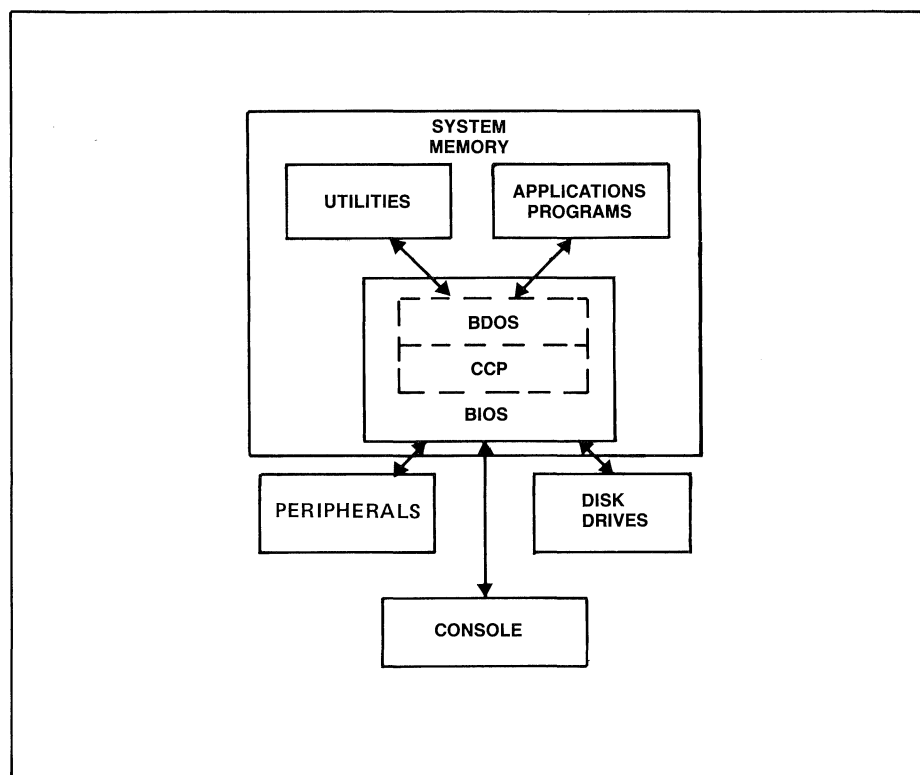 SYSTEM
MEMORY
UTILITIES
APPLICATIONS
PROGRAMS
BDOS
CCP
BIOS
PERIPHERALS
DISK
DRIVES
CONSOLE